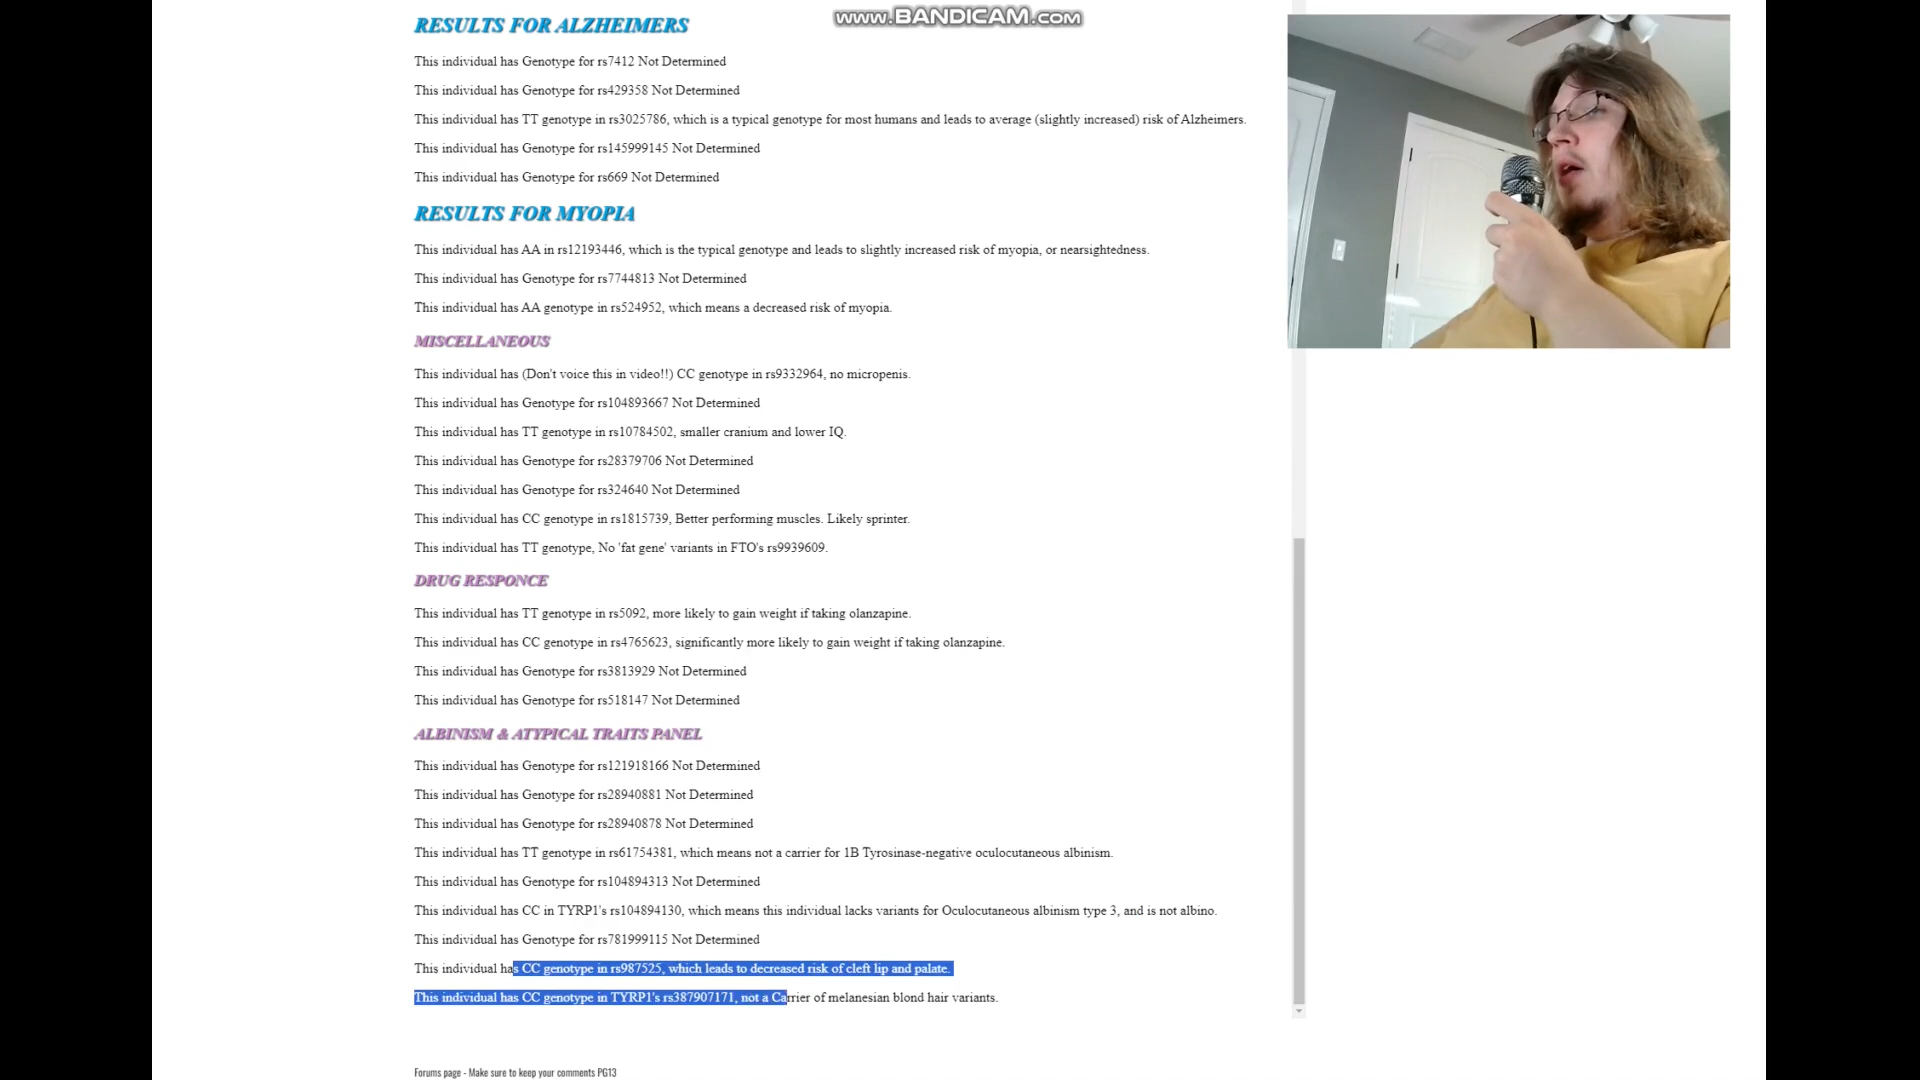 www.BANDICAM.com
RESULTS FOR ALZHEIMERS
This individual has Genotype for rs7412 Not Determined
This individual has Genotype for rs429358 Not Determined
This individual has TT genotype in rs3025786, which is a typical genotype for most humans and leads to average (slightly increased) risk of Alzheimers.
This individual has Genotype for rs145999145 Not Determined
This individual has Genotype for rs669 Not Determined
RESULTS FOR MYOPIA
This individual has AA in rs12193446, which is the typical genotype and leads to slightly increased risk of myopia, or nearsightedness.
This individual has Genotype for rs7744813 Not Determined
This individual has AA genotype in rs524952, which means a decreased risk of myopia.
MISCELLANEOUS
This individual has (Don't voice this in video!!) CC genotype in rs9332964, no micropenis.
This individual has Genotype for rs104893667 Not Determined
This individual has TT genotype in rs10784502, smaller cranium and lower IQ.
This individual has Genotype for rs28379706 Not Determined
This individual has Genotype for rs324640 Not Determined
This individual has CC genotype in rs1815739, Better performing muscles. Likely sprinter.
This individual has TT genotype, No 'fat gene' variants in FTO's rs9939609.
DRUG RESPONCE
This individual has TT genotype in rs5092, more likely to gain weight if taking olanzapine.
This individual has CC genotype in rs4765623, significantly more likely to gain weight if taking olanzapine.
This individual has Genotype for rs3813929 Not Determined
This individual has Genotype for rs518147 Not Determined
ALBINISM & ATYPICAL TRAITS PANEL
This individual has Genotype for rs121918166 Not Determined
This individual has Genotype for rs28940881 Not Determined
This individual has Genotype for rs28940878 Not Determined
This individual has TT genotype in rs61754381, which means not a carrier for 1B Tyrosinase-negative oculocutaneous albinism.
This individual has Genotype for rs104894313 Not Determined
This individual has CC in TYRP1's rs104894130, which means this individual lacks variants for Oculocutaneous albinism type 3, and is not albino.
This individual has Genotype for rs781999115 Not Determined
This individual has CC genotype in rs987525, which leads to decreased risk of cleft lip and palate.
This individual has CC genotype in TYRP1's rs387907171, not a Carrier of melanesian blond hair variants.
Forums page - Make sure to keep your comments PG13